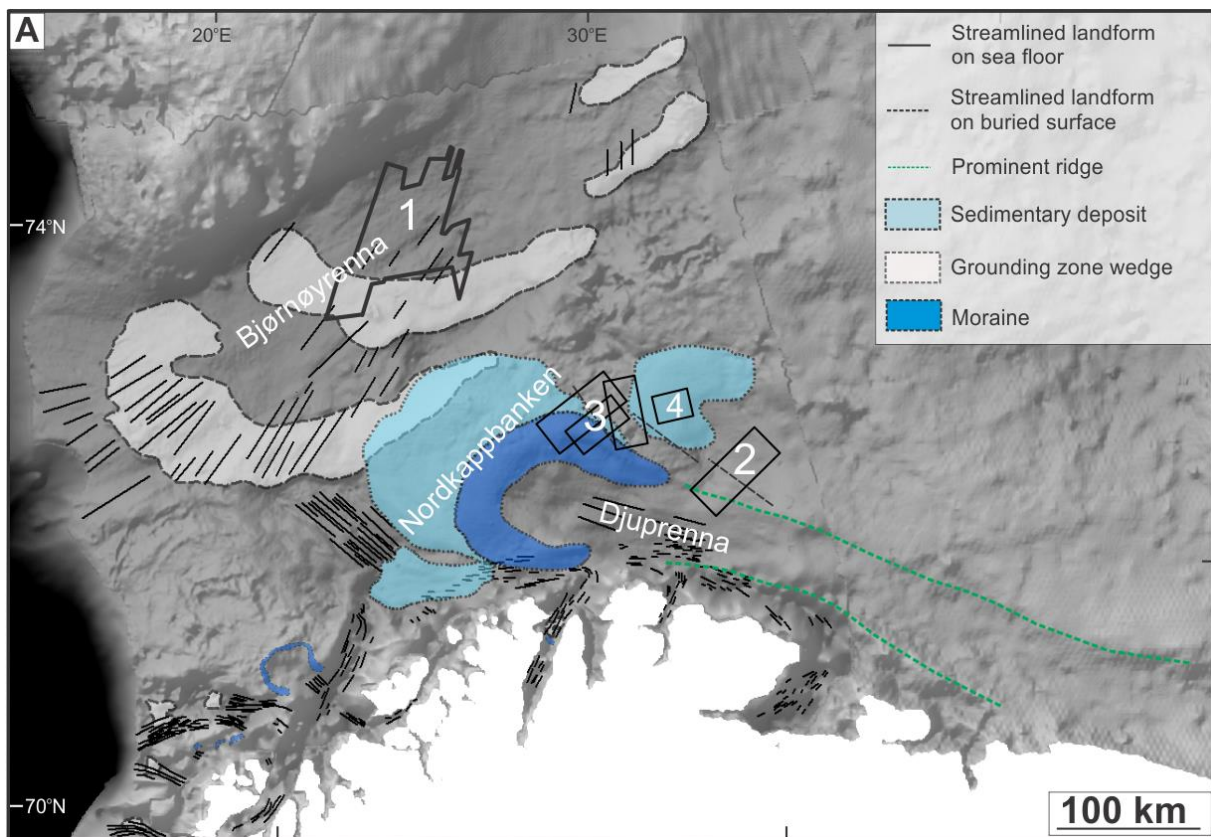 A
20°E
30°E
Streamlined landform
on sea floor
Streamlined landform
on buried surface
Prominent ridge
Sedimentary deposit
Grounding zone wedge
Moraine
74°N
1
Bjørnøyrenna
Nordkappbanken
3
4
2
Djuprenna
70°N
100 km